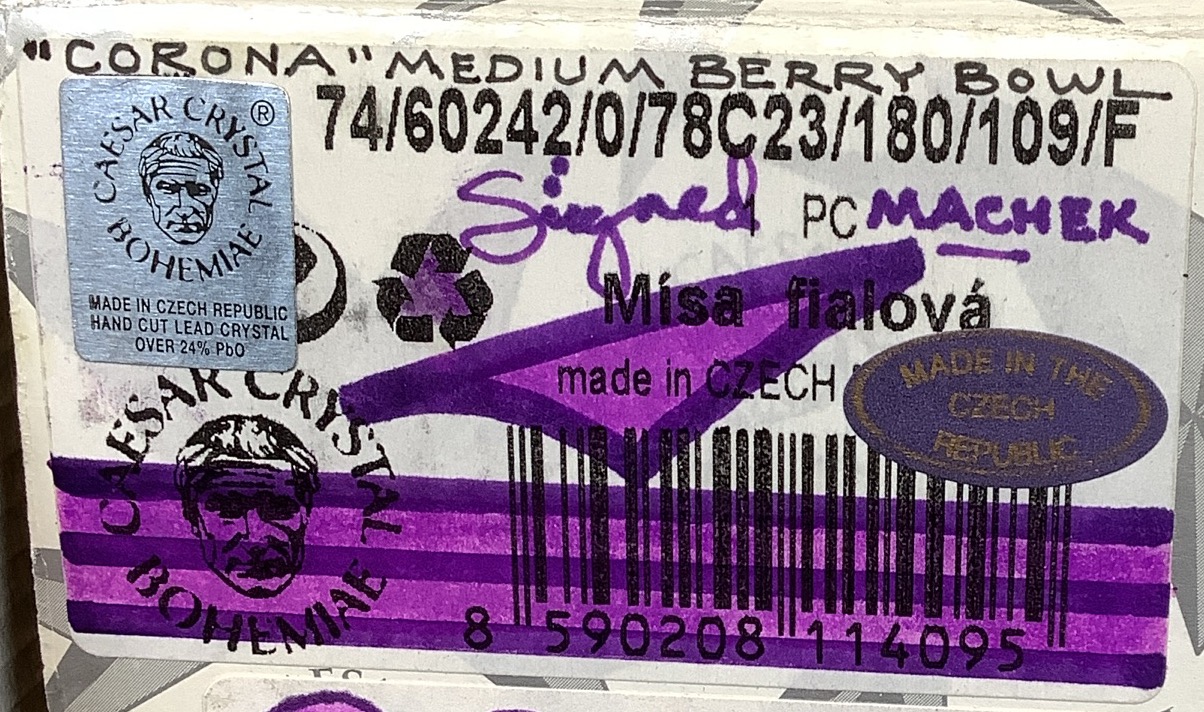 "CORONA" MEDIUM BERRY BOWL
74/60242/0/78C23/180/109/F
CAESAR CRYSTAL ®
BOHEMIAE
MADE IN CZECH REPUBLIC
HAND CUT LEAD CRYSTAL
OVER 24% PbO
Signed 1 PC MACHEK
Mísa fialová
made in CZECH
MADE IN THE
CZECH
REPUBLIC
CAESAR CRYSTAL
BOHEMIAE
8 590208 114095